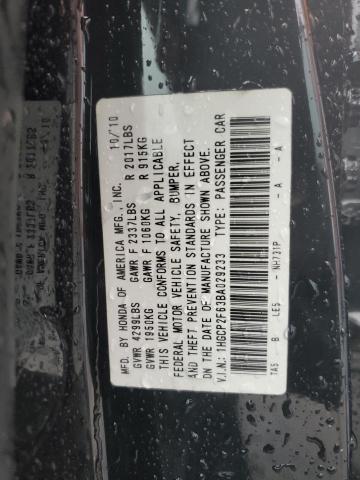 MFD. BY HONDA OF AMERICA MFG., INC. 10/'10
GVWR 4299LBS GAWR F 2337LBS R 2017LBS
GVWR 1950KG GAWR F 1060KG R 915KG
THIS VEHICLE CONFORMS TO ALL APPLICABLE
FEDERAL MOTOR VEHICLE SAFETY, BUMPER,
AND THEFT PREVENTION STANDARDS IN EFFECT
ON THE DATE OF MANUFACTURE SHOWN ABOVE.
V.I.N.: 1HGCP2F63BA029233 TYPE: PASSENGER CAR
TA5 B LE5 NH731P - A - A